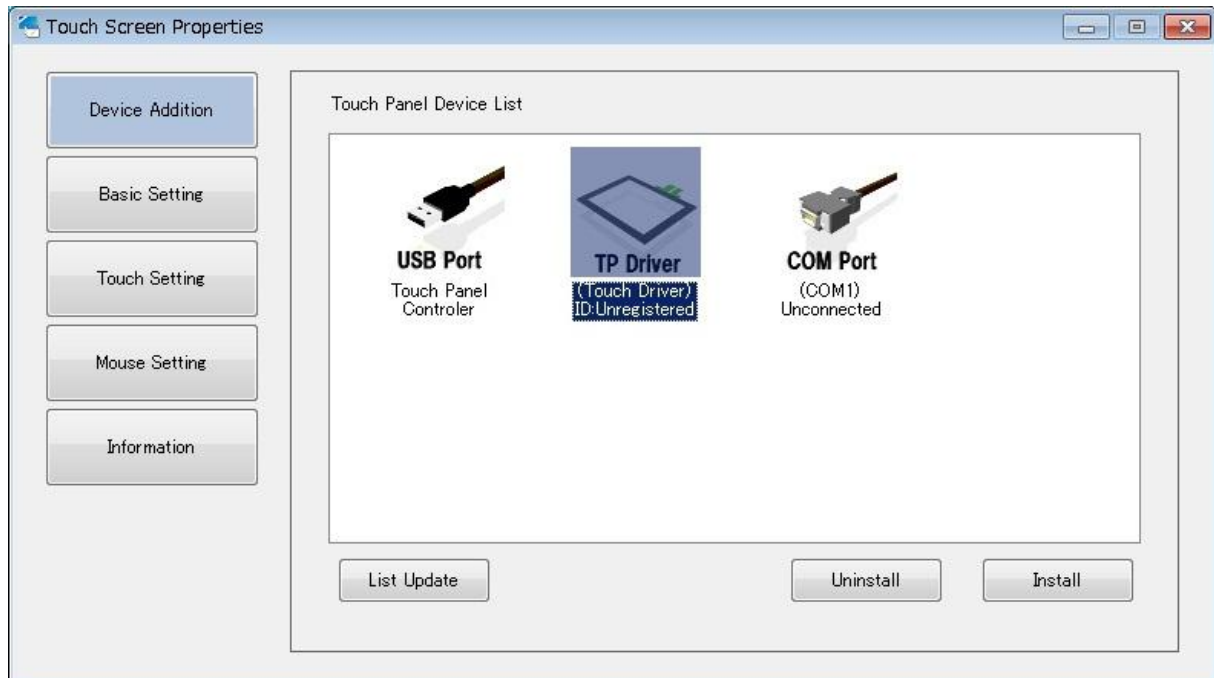 Touch Screen Properties
Device Addition
Basic Setting
Touch Setting
Mouse Setting
Information
Touch Panel Device List
USB Port
Touch Panel
Controler
TP Driver
(Touch Driver)
ID:Unregistered
COM Port
(COM1)
Unconnected
List Update
Uninstall
Install